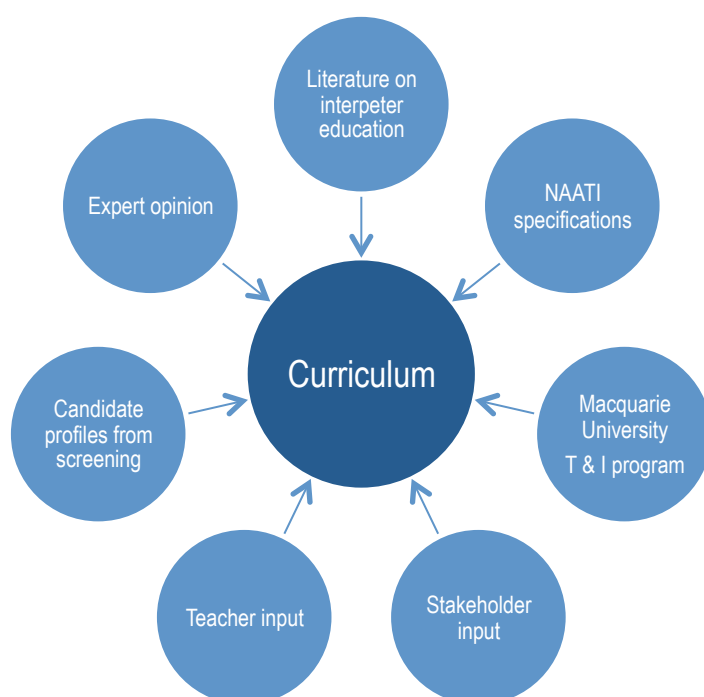 Literature on
interpeter
education
Expert opinion
NAATI
specifications
Curriculum
Candidate
profiles from
screening
Macquarie
University
T & I program
Teacher input
Stakeholder
input